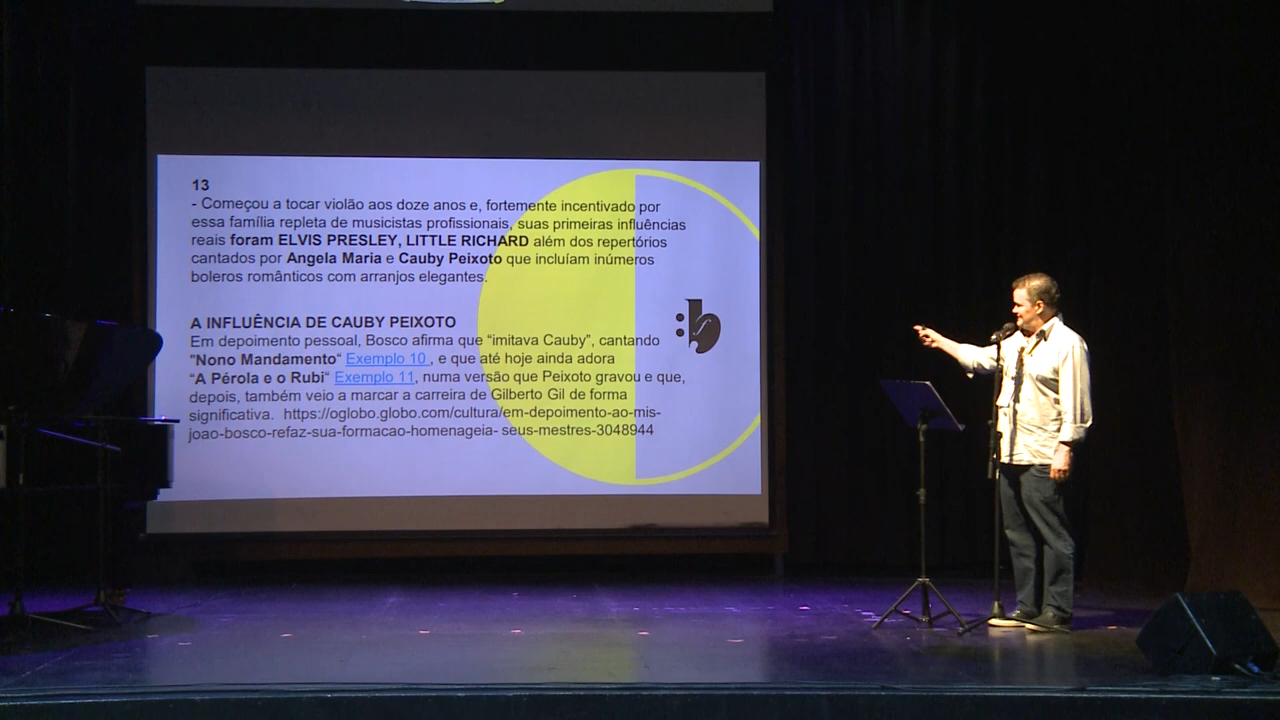 13
- Começou a tocar violão aos doze anos e, fortemente incentivado por
essa família repleta de musicistas profissionais, suas primeiras influências
reais foram ELVIS PRESLEY, LITTLE RICHARD além dos repertórios
cantados por Angela Maria e Cauby Peixoto que incluíam inúmeros
boleros românticos com arranjos elegantes.
A INFLUÊNCIA DE CAUBY PEIXOTO
Em depoimento pessoal, Bosco afirma que “imitava Cauby”, cantando
"Nono Mandamento“ Exemplo 10 , e que até hoje ainda adora
“A Pérola e o Rubi“ Exemplo 11, numa versão que Peixoto gravou e que,
depois, também veio a marcar a carreira de Gilberto Gil de forma
significativa.  https://oglobo.globo.com/cultura/em-depoimento-ao-mis-
joao-bosco-refaz-sua-formacao-homenageia- seus-mestres-3048944